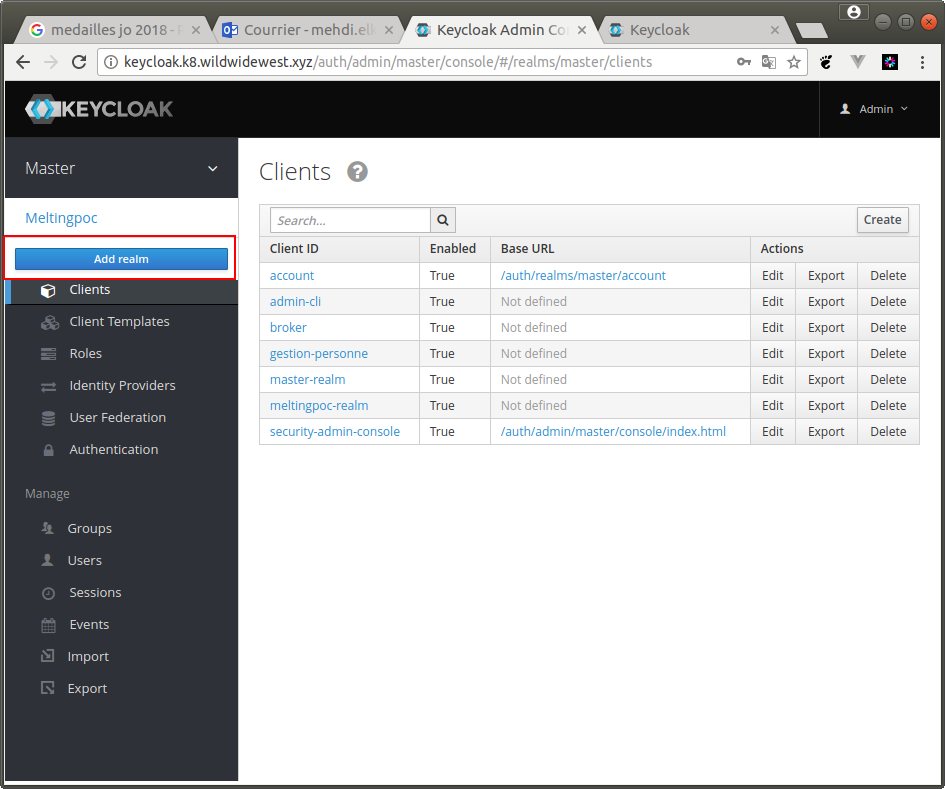 medailles jo 2018 - R
Courrier - mehdi.elk
Keycloak Admin Co
Keycloak
keycloak.k8.wildwidewest.xyz/auth/admin/master/console/#/realms/master/clients
KEYCLOAK
Admin
Master
Meltingpoc
Add realm
Clients
Client Templates
Roles
Identity Providers
User Federation
Authentication
Manage
Groups
Users
Sessions
Events
Import
Export
Clients ?
Search...
Create
Client ID Enabled Base URL Actions
account True /auth/realms/master/account Edit Export Delete
admin-cli True Not defined Edit Export Delete
broker True Not defined Edit Export Delete
gestion-personne True Not defined Edit Export Delete
master-realm True Not defined Edit Export Delete
meltingpoc-realm True Not defined Edit Export Delete
security-admin-console True /auth/admin/master/console/index.html Edit Export Delete